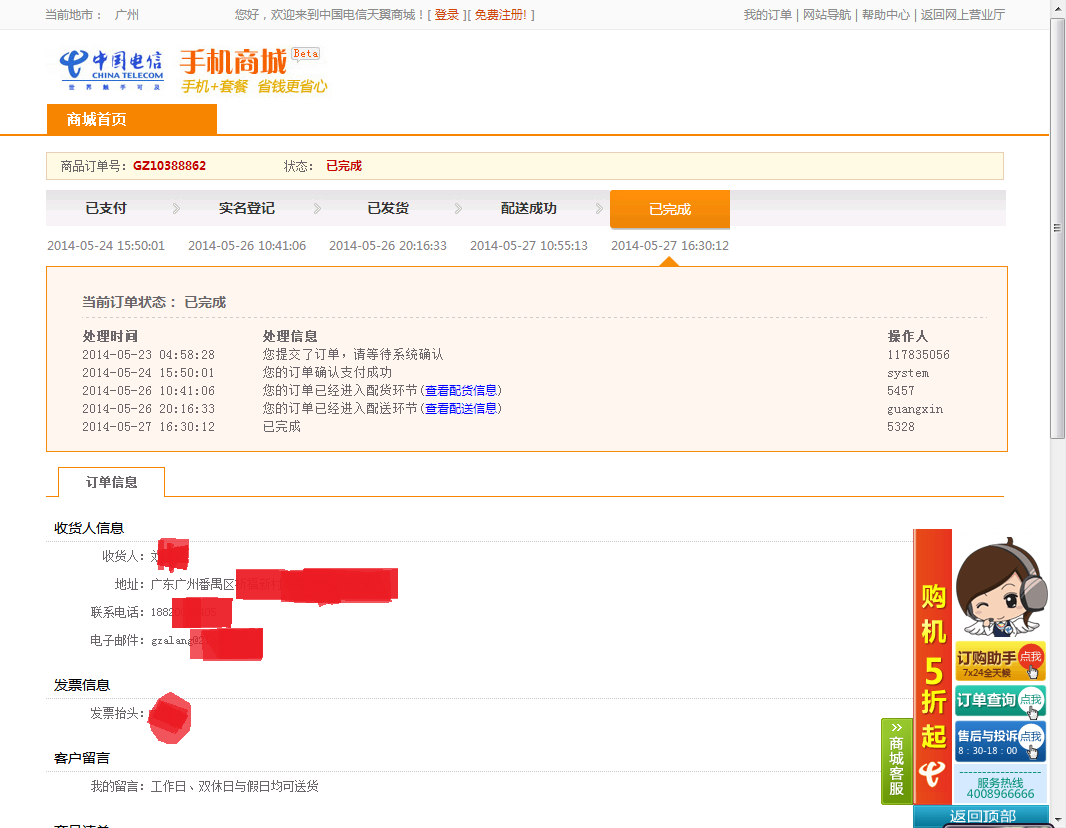 当前地市： 广州
您好，欢迎来到中国电信天翼商城！[ 登录 ][ 免费注册! ]
我的订单 | 网站导航 | 帮助中心 | 返回网上营业厅
中国电信
CHINA TELECOM
世界触手可及
手机商城 Beta
手机+套餐 省钱更省心
商城首页
商品订单号：GZ10388862 状态： 已完成
已支付 实名登记 已发货 配送成功 已完成
2014-05-24 15:50:01 2014-05-26 10:41:06 2014-05-26 20:16:33 2014-05-27 10:55:13 2014-05-27 16:30:12
当前订单状态： 已完成
处理时间 处理信息 操作人
2014-05-23 04:58:28 您提交了订单，请等待系统确认 117835056
2014-05-24 15:50:01 您的订单确认支付成功 system
2014-05-26 10:41:06 您的订单已经进入配货环节(查看配货信息) 5457
2014-05-26 20:16:33 您的订单已经进入配送环节(查看配送信息) guangxin
2014-05-27 16:30:12 已完成 5328
订单信息
收货人信息
收货人：
地址：广东广州番禺区
联系电话：1882
电子邮件：gzalang@
发票信息
发票抬头：
客户留言
我的留言：工作日、双休日与假日均可送货
购机5折起
订购助手 点我
7x24全天候
订单查询 点我
售后与投诉 点我
8：30-18：00
服务热线
4008966666
返回顶部
商城客服